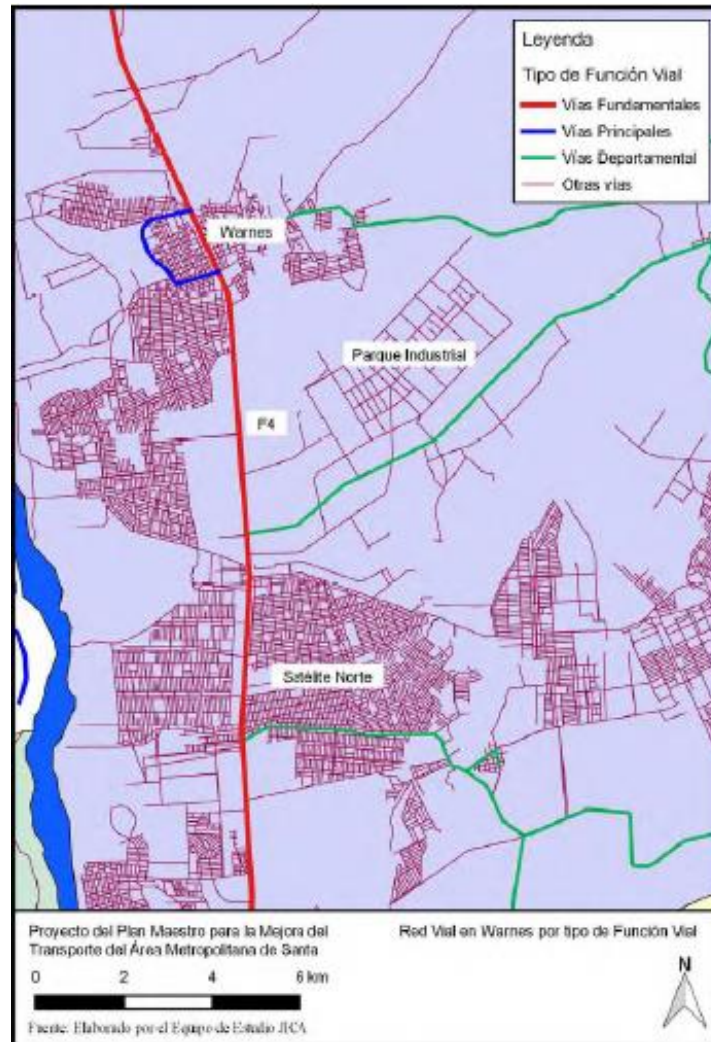 Leyenda
Tipo de Función Vial
Vías Fundamentales
Vías Principales
Vías Departamental
Otras vías
Warnes
Parque Industrial
F4
Satélite Norte
Proyecto del Plan Maestro para la Mejora del
Transporte del Área Metropolitana de Santa
Red Vial en Warnes por tipo de Función Vial
0 2 4 6 km
N
Fuente: Elaborado por el Equipo de Estudio JICA